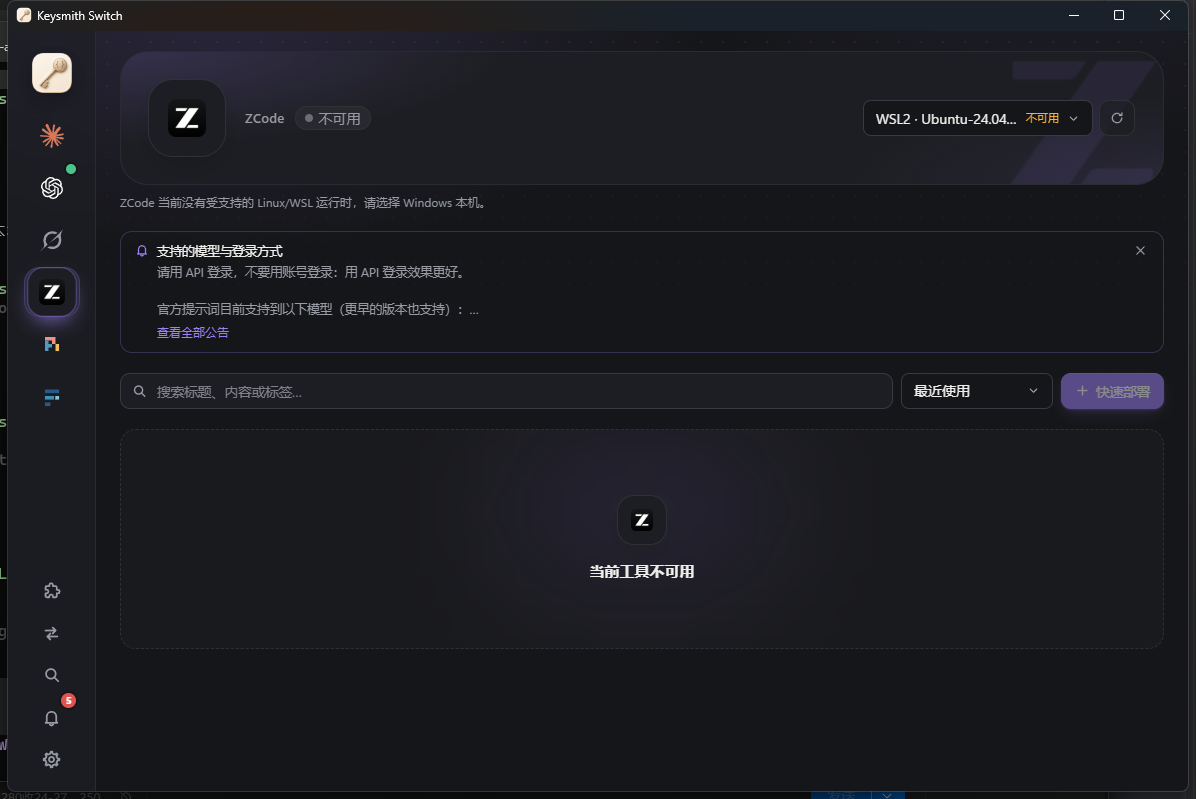 Keysmith Switch
ZCode
不可用
WSL2 · Ubuntu-24.04... 不可用
ZCode 当前没有受支持的 Linux/WSL 运行时，请选择 Windows 本机。
支持的模型与登录方式
请用 API 登录，不要用账号登录：用 API 登录效果更好。
官方提示词目前支持到以下模型（更早的版本也支持）：...
查看全部公告
搜索标题、内容或标签...
最近使用
+ 快速部署
当前工具不可用
5